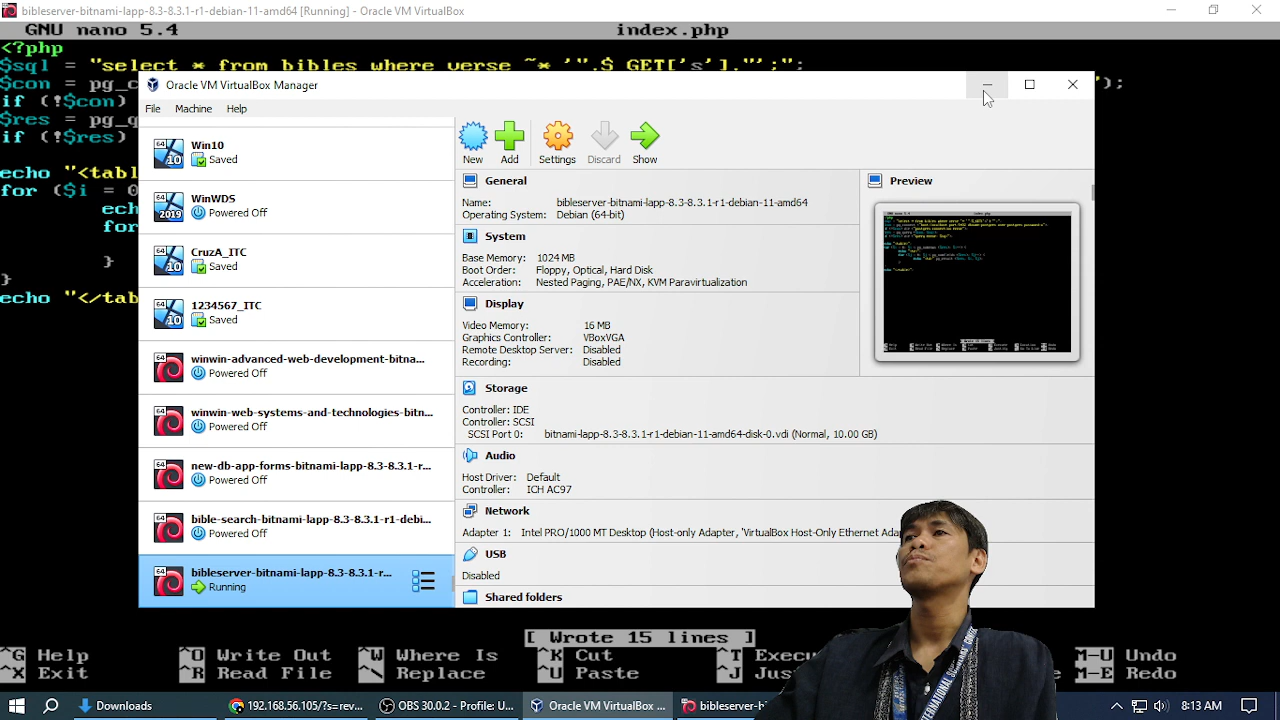 bibleserver-bitnami-lapp-8.3-8.3.1-r1-debian-11-amd64 [Running] - Oracle VM VirtualBox
GNU nano 5.4 index.php
<?php
$sql = "select * from bibles where verse ~* '".$_GET['s']."';";
$con = pg_c ');
if (!$con)
$res = pg_q
if (!$res)
echo "<tabl
for ($i = 0
ech
for
}
}
echo "</tab
Oracle VM VirtualBox Manager
File Machine Help
Win10
Saved
WinWDS
Powered Off
Saved
1234567_ITC
Saved
winwin-advanced-web-development-bitna...
Powered Off
winwin-web-systems-and-technologies-bitn...
Powered Off
new-db-app-forms-bitnami-lapp-8.3-8.3.1-r...
Powered Off
bible-search-bitnami-lapp-8.3-8.3.1-r1-debi...
Powered Off
bibleserver-bitnami-lapp-8.3-8.3.1-r...
Running
New Add Settings Discard Show
General
Name: bibleserver-bitnami-lapp-8.3-8.3.1-r1-debian-11-amd64
Operating System: Debian (64-bit)
System
Base Memory: 1024 MB
Boot Order: Floppy, Optical, Hard Disk
Acceleration: Nested Paging, PAE/NX, KVM Paravirtualization
Display
Video Memory: 16 MB
Graphics Controller: VBoxVGA
Remote Desktop Server: Disabled
Recording: Disabled
Storage
Controller: IDE
Controller: SCSI
SCSI Port 0: bitnami-lapp-8.3-8.3.1-r1-debian-11-amd64-disk-0.vdi (Normal, 10.00 GB)
Audio
Host Driver: Default
Controller: ICH AC97
Network
Adapter 1: Intel PRO/1000 MT Desktop (Host-only Adapter, 'VirtualBox Host-Only Ethernet Ada
USB
Disabled
Shared folders
Preview
[ Wrote 15 lines ]
^G Help ^O Write Out ^W Where Is ^K Cut ^T Execu M-U Undo
^X Exit ^R Read File ^\ Replace ^U Paste ^J Jus e M-E Redo
Downloads
192.168.56.105/?s=rev...
OBS 30.0.2 - Profile: U...
Oracle VM VirtualBox ...
bibleserver-b
8:13 AM